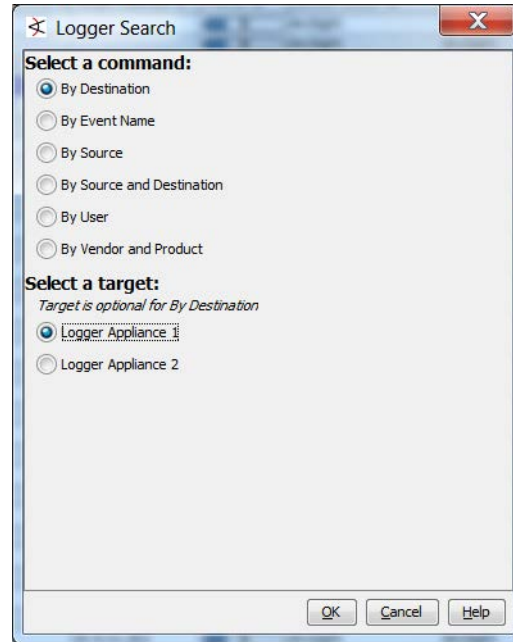 Logger Search
Select a command:
By Destination
By Event Name
By Source
By Source and Destination
By User
By Vendor and Product
Select a target:
Target is optional for By Destination
Logger Appliance 1
Logger Appliance 2
OK
Cancel
Help